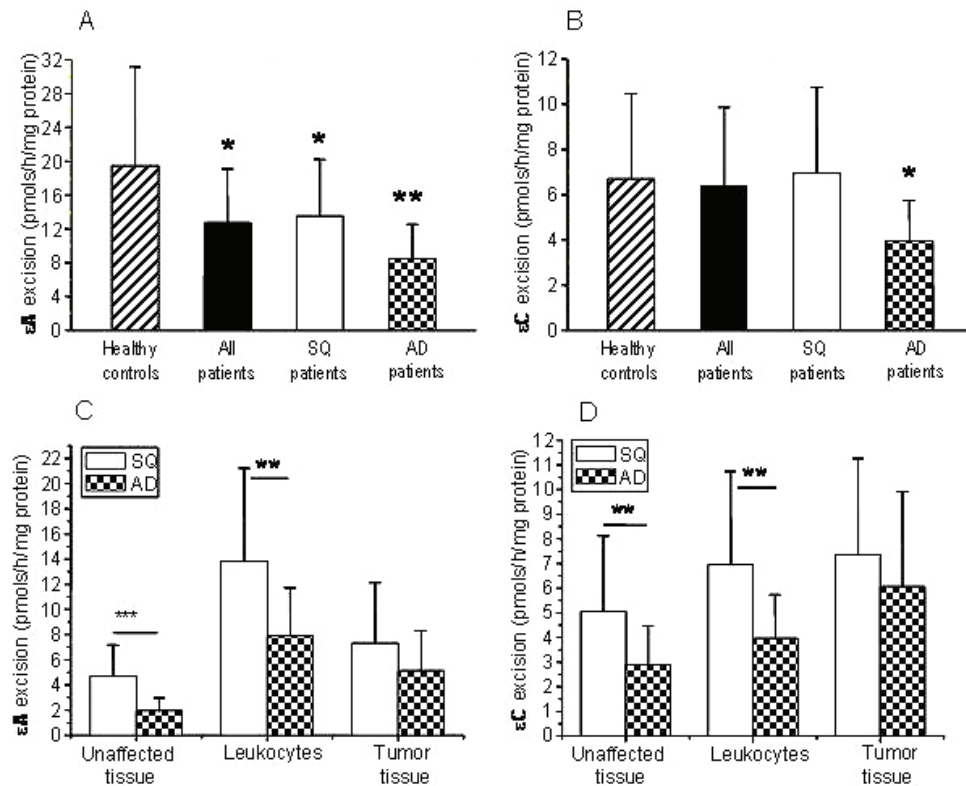 A
εA excision (pmols/h/mg protein)
32
28
24
20
16
12
8
4
0
*
*
**
Healthy controls
All patients
SQ patients
AD patients
B
εC excision (pmols/h/mg protein)
12
10
8
6
4
2
0
*
Healthy controls
All patients
SQ patients
AD patients
C
εA excision (pmols/h/mg protein)
22
20
18
16
14
12
10
8
6
4
2
0
SQ
AD
***
**
Unaffected tissue
Leukocytes
Tumor tissue
D
εC excision (pmols/h/mg protein)
12
11
10
9
8
7
6
5
4
3
2
1
0
SQ
AD
**
**
Unaffected tissue
Leukocytes
Tumor tissue